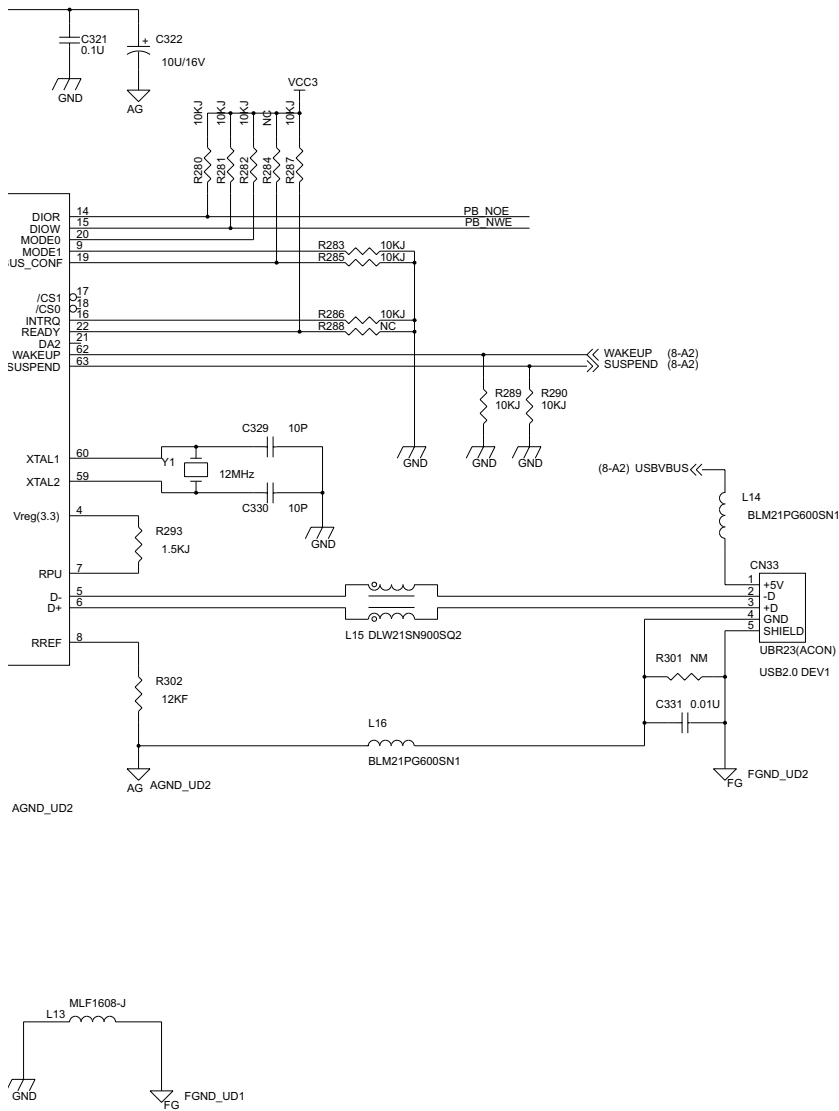 C321
0.1U
C322
10U/16V
+
GND
AG
VCC3
10KJ
10KJ
10KJ
NC
10KJ
R280
R281
R282
R284
R287
DIOR 14 PB_NOE
DIOW 15 PB_NWE
MODE0 20
MODE1 9 R283 10KJ
US_CONF 19 R285 10KJ
/CS1 17
/CS0 18
INTRQ 16 R286 10KJ
READY 22 R288 NC
DA2 21
WAKEUP 62 WAKEUP (8-A2)
SUSPEND 63 SUSPEND (8-A2)
R289
10KJ
R290
10KJ
GND GND GND
C329 10P
XTAL1 60
Y1 12MHz
XTAL2 59
C330 10P
GND
(8-A2) USBVBUS
L14
BLM21PG600SN1
Vreg(3.3) 4
R293
1.5KJ
RPU 7
D- 5
D+ 6
L15 DLW21SN900SQ2
CN33
1 +5V
2 -D
3 +D
4 GND
5 SHIELD
UBR23(ACON)
USB2.0 DEV1
RREF 8
R302
12KF
R301 NM
C331 0.01U
L16
BLM21PG600SN1
AG AGND_UD2
FG FGND_UD2
AGND_UD2
MLF1608-J
L13
GND
FG FGND_UD1